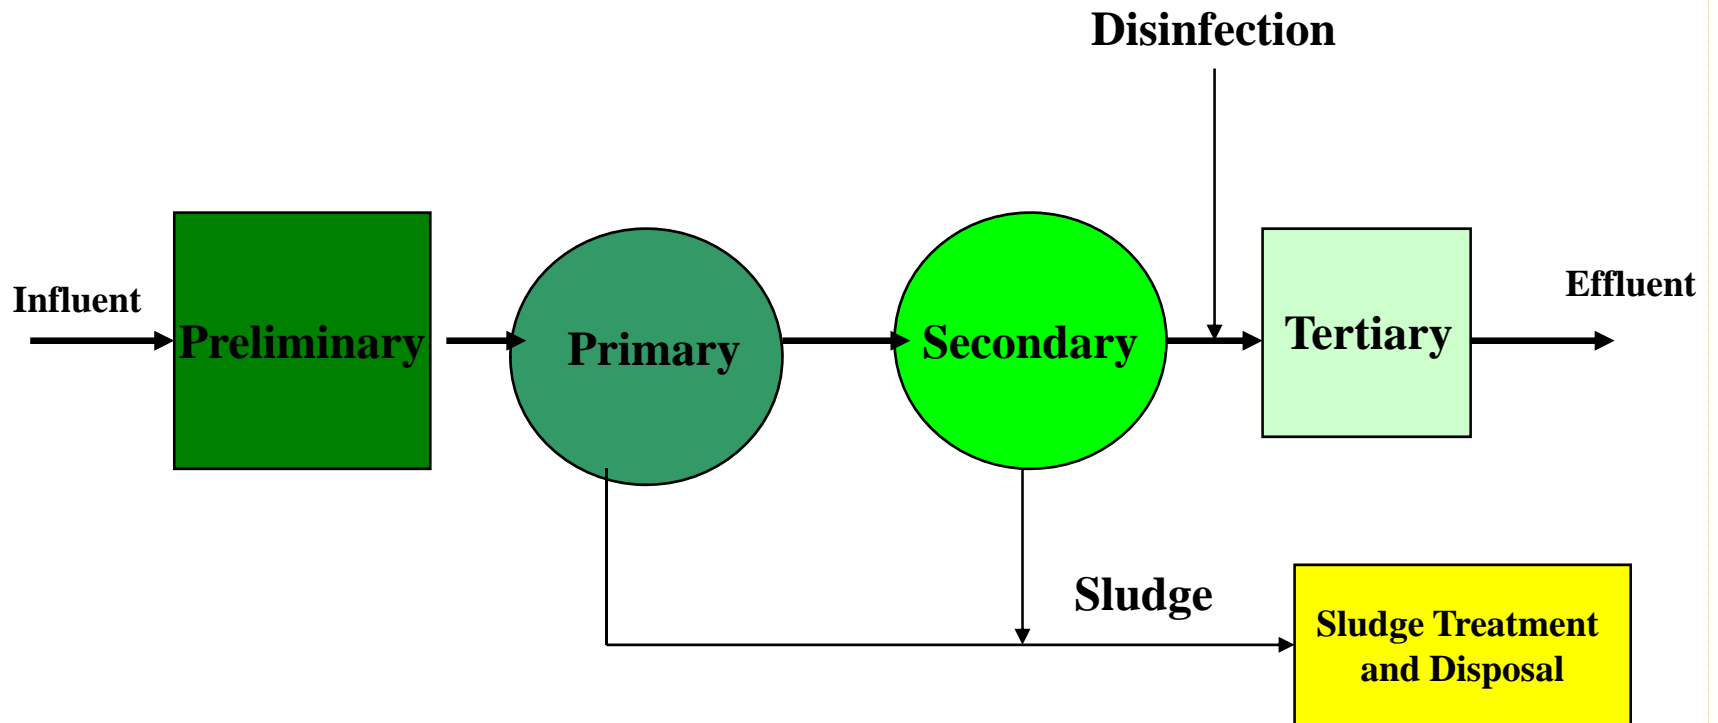 Disinfection
Influent
Effluent
Preliminary
Primary
Secondary
Tertiary
Sludge
Sludge Treatment
and Disposal